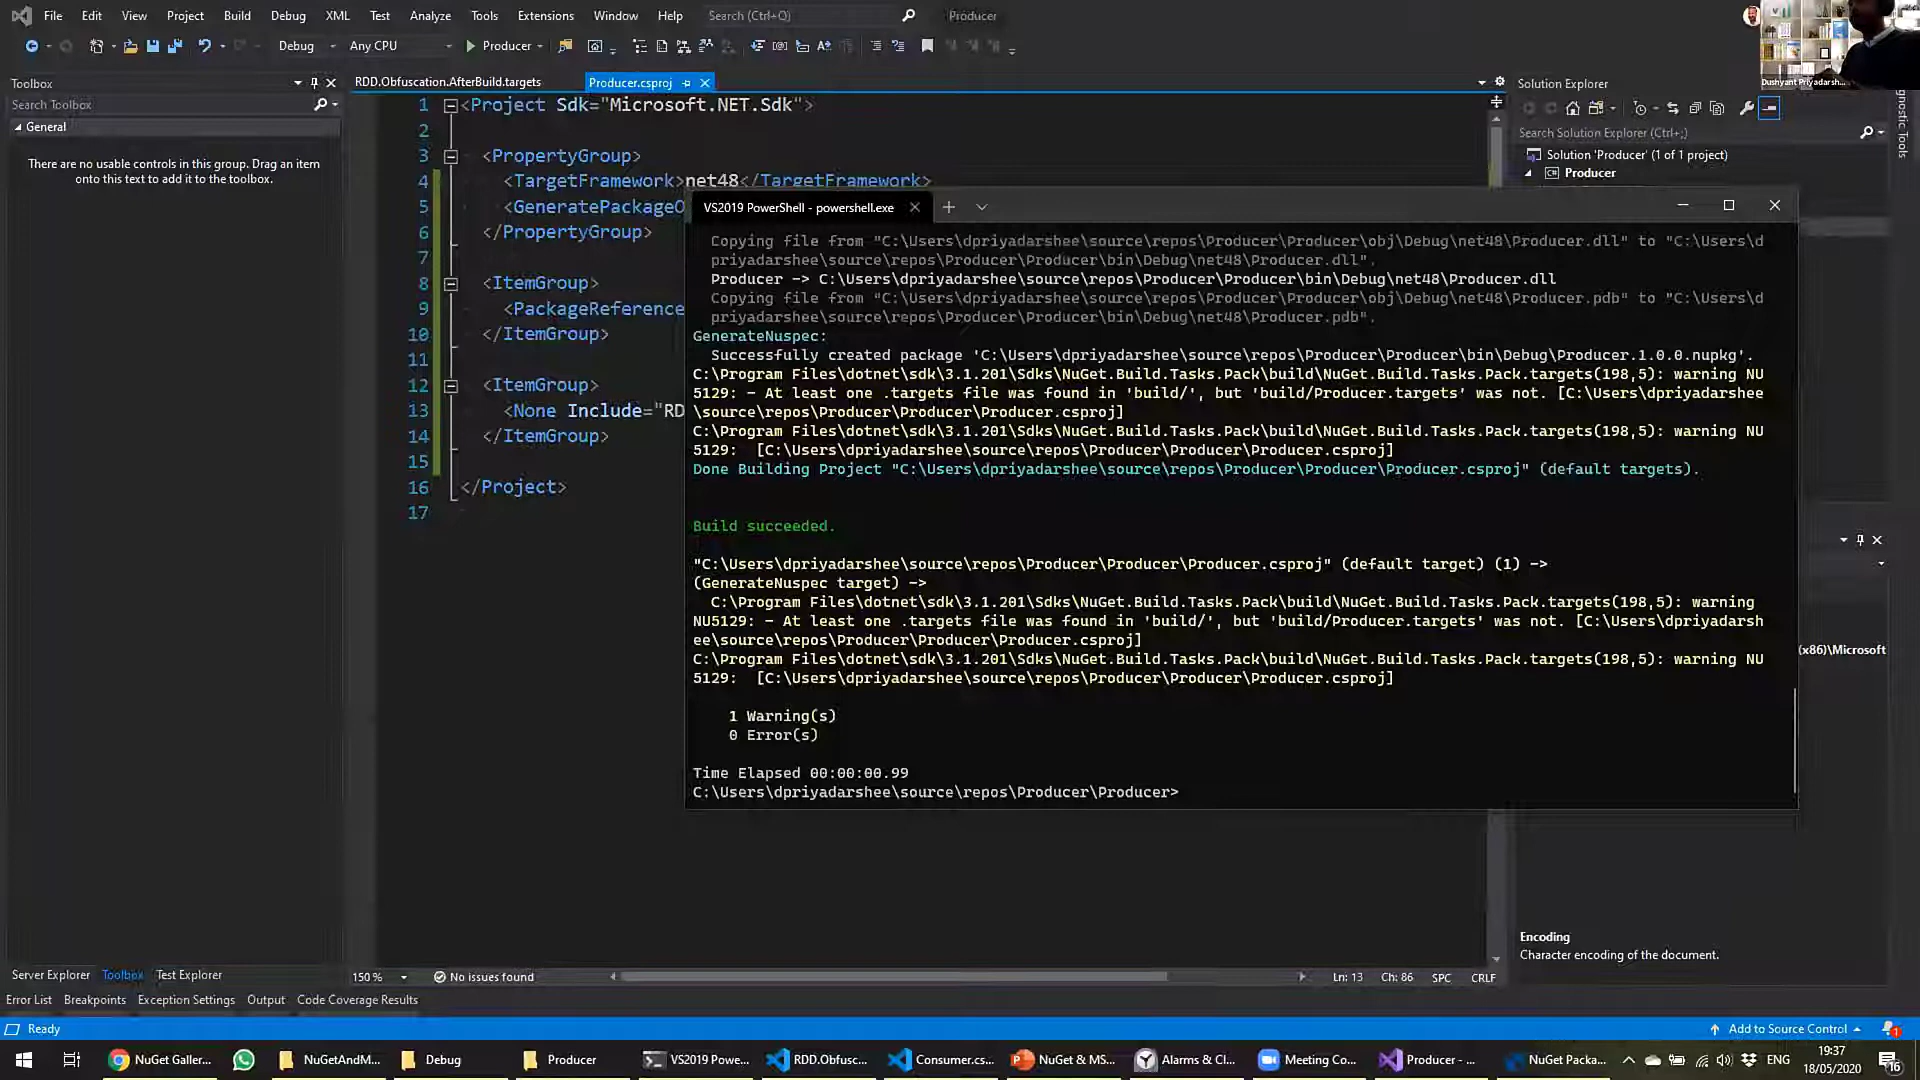 File Edit View Project Build Debug XML Test Analyze Tools Extensions Window Help Search (Ctrl+Q) Producer
Debug Any CPU Producer
Toolbox
Search Toolbox
General
There are no usable controls in this group. Drag an item
onto this text to add it to the toolbox.
RDD.Obfuscation.AfterBuild.targets Producer.csproj
1 <Project Sdk="Microsoft.NET.Sdk">
2
3 <PropertyGroup>
4 <TargetFramework>net48</TargetFramework>
5 <GeneratePackageO
6 </PropertyGroup>
7
8 <ItemGroup>
9 <PackageReference
10 </ItemGroup>
11
12 <ItemGroup>
13 <None Include="RD
14 </ItemGroup>
15
16 </Project>
17
VS2019 PowerShell - powershell.exe
Copying file from "C:\Users\dpriyadarshee\source\repos\Producer\Producer\obj\Debug\net48\Producer.dll" to "C:\Users\d
priyadarshee\source\repos\Producer\Producer\bin\Debug\net48\Producer.dll".
Producer -> C:\Users\dpriyadarshee\source\repos\Producer\Producer\bin\Debug\net48\Producer.dll
Copying file from "C:\Users\dpriyadarshee\source\repos\Producer\Producer\obj\Debug\net48\Producer.pdb" to "C:\Users\d
priyadarshee\source\repos\Producer\Producer\bin\Debug\net48\Producer.pdb".
GenerateNuspec:
Successfully created package 'C:\Users\dpriyadarshee\source\repos\Producer\Producer\bin\Debug\Producer.1.0.0.nupkg'.
C:\Program Files\dotnet\sdk\3.1.201\Sdks\NuGet.Build.Tasks.Pack\build\NuGet.Build.Tasks.Pack.targets(198,5): warning NU
5129: - At least one .targets file was found in 'build/', but 'build/Producer.targets' was not. [C:\Users\dpriyadarshee
\source\repos\Producer\Producer\Producer.csproj]
C:\Program Files\dotnet\sdk\3.1.201\Sdks\NuGet.Build.Tasks.Pack\build\NuGet.Build.Tasks.Pack.targets(198,5): warning NU
5129: [C:\Users\dpriyadarshee\source\repos\Producer\Producer\Producer.csproj]
Done Building Project "C:\Users\dpriyadarshee\source\repos\Producer\Producer\Producer.csproj" (default targets).
Build succeeded.
"C:\Users\dpriyadarshee\source\repos\Producer\Producer\Producer.csproj" (default target) (1) ->
(GenerateNuspec target) ->
C:\Program Files\dotnet\sdk\3.1.201\Sdks\NuGet.Build.Tasks.Pack\build\NuGet.Build.Tasks.Pack.targets(198,5): warning
NU5129: - At least one .targets file was found in 'build/', but 'build/Producer.targets' was not. [C:\Users\dpriyadarsh
ee\source\repos\Producer\Producer\Producer.csproj]
C:\Program Files\dotnet\sdk\3.1.201\Sdks\NuGet.Build.Tasks.Pack\build\NuGet.Build.Tasks.Pack.targets(198,5): warning NU
5129: [C:\Users\dpriyadarshee\source\repos\Producer\Producer\Producer.csproj]
1 Warning(s)
0 Error(s)
Time Elapsed 00:00:00.99
C:\Users\dpriyadarshee\source\repos\Producer\Producer>
Dushyant Priyadarsh...
Solution Explorer
Search Solution Explorer (Ctrl+;)
Solution 'Producer' (1 of 1 project)
Producer
gnostic Tools
(x86)\Microsoft
Encoding
Character encoding of the document.
150 % No issues found Ln: 13 Ch: 86 SPC CRLF
Server Explorer Toolbox Test Explorer
Error List Breakpoints Exception Settings Output Code Coverage Results
Ready Add to Source Control 1
NuGet Galler... NuGetAndM... Debug Producer VS2019 Powe... RDD.Obfusc... Consumer.cs... NuGet & MS... Alarms & Cl... Meeting Co... Producer - ... NuGet Packa... ENG 19:37
18/05/2020 16